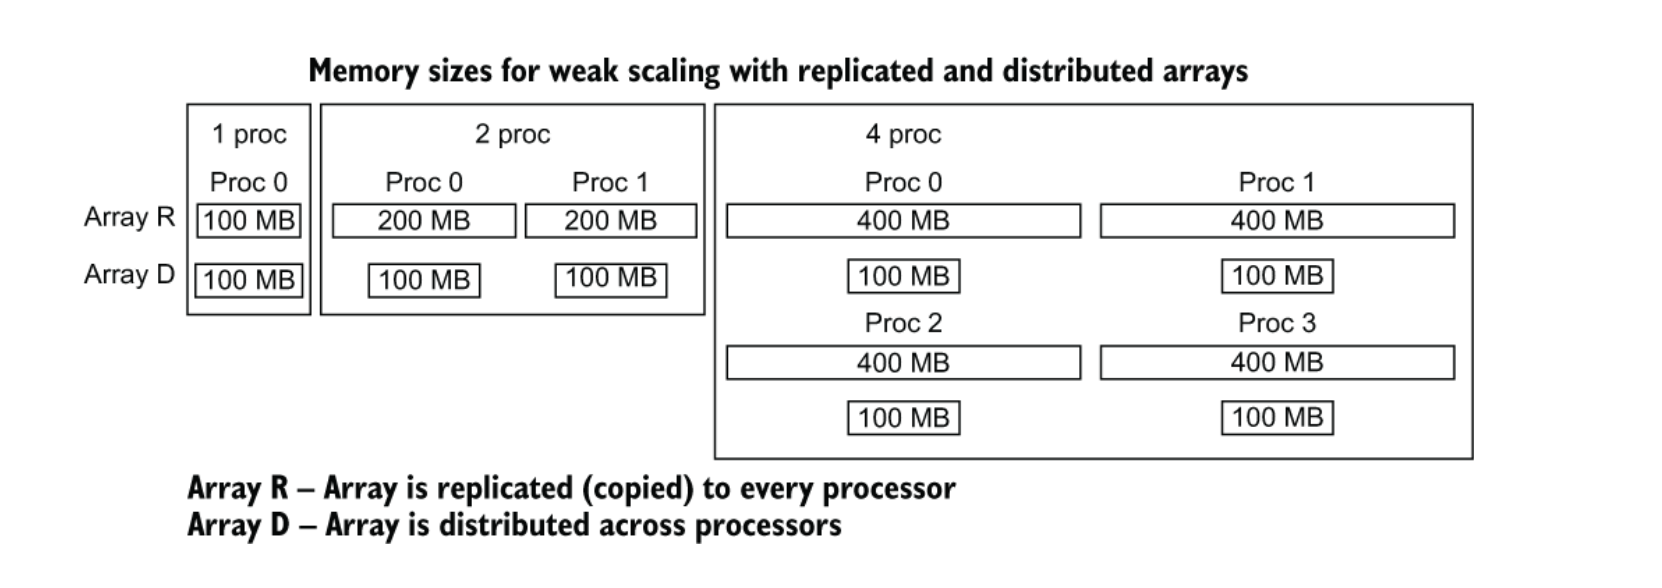 Memory sizes for weak scaling with replicated and distributed arrays
1 proc
2 proc
4 proc
Proc 0
Proc 0
Proc 1
Proc 0
Proc 1
Array R
100 MB
200 MB
200 MB
400 MB
400 MB
Array D
100 MB
100 MB
100 MB
100 MB
100 MB
Proc 2
Proc 3
400 MB
400 MB
100 MB
100 MB
Array R – Array is replicated (copied) to every processor
Array D – Array is distributed across processors